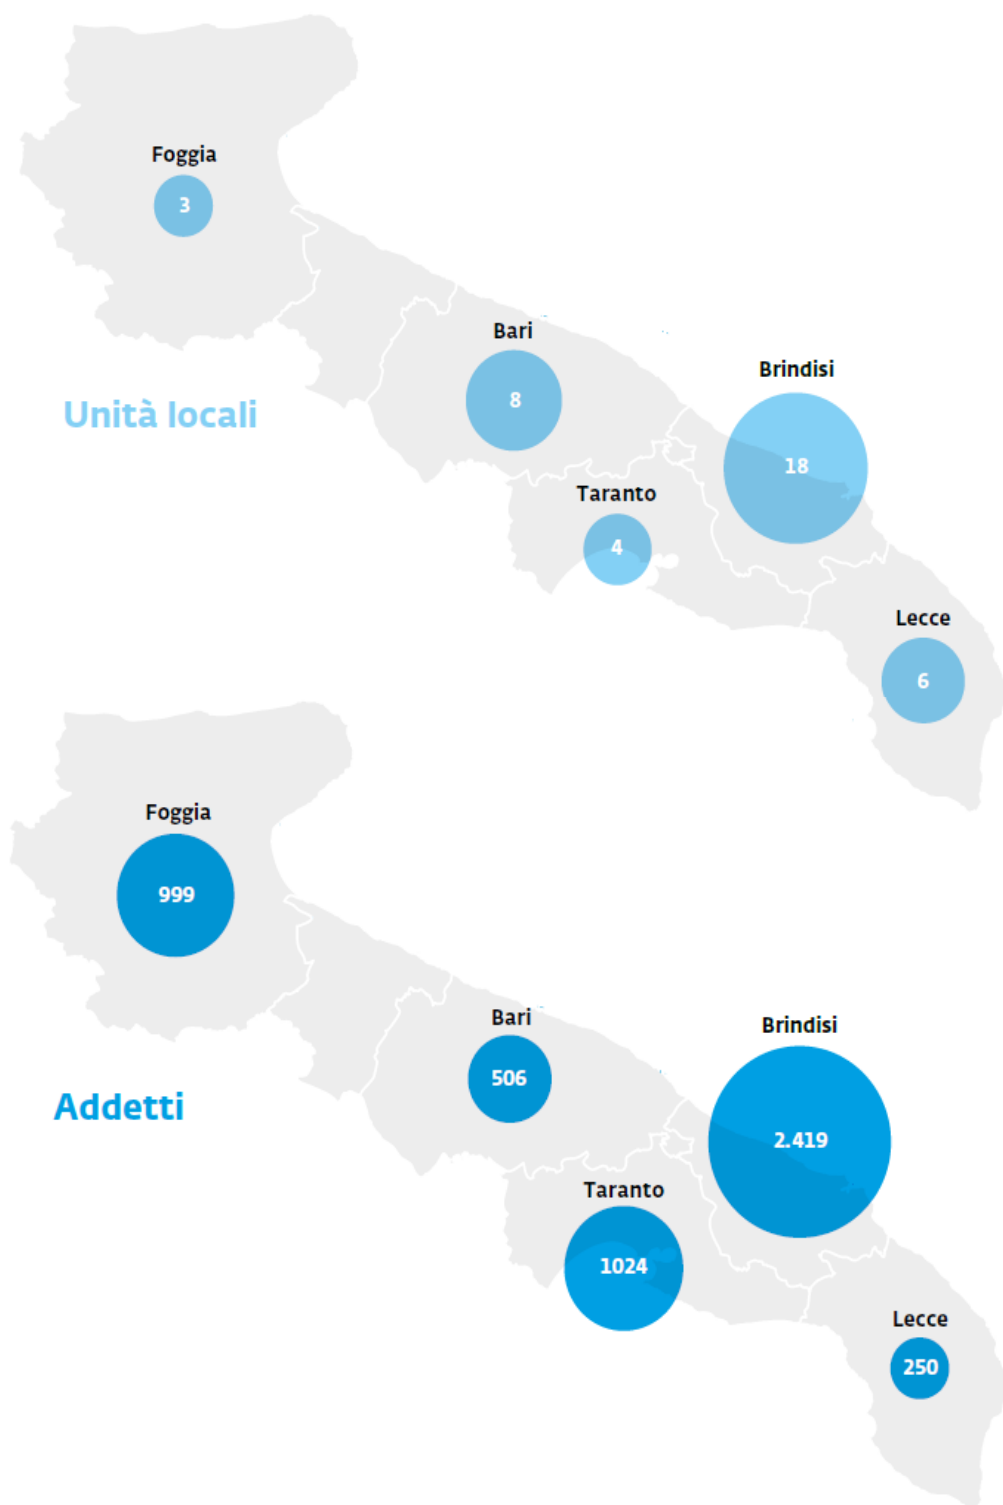 Foggia
3
Bari
8
Brindisi
18
Unità locali
Taranto
4
Lecce
6
Foggia
999
Bari
506
Brindisi
2.419
Addetti
Taranto
1024
Lecce
250